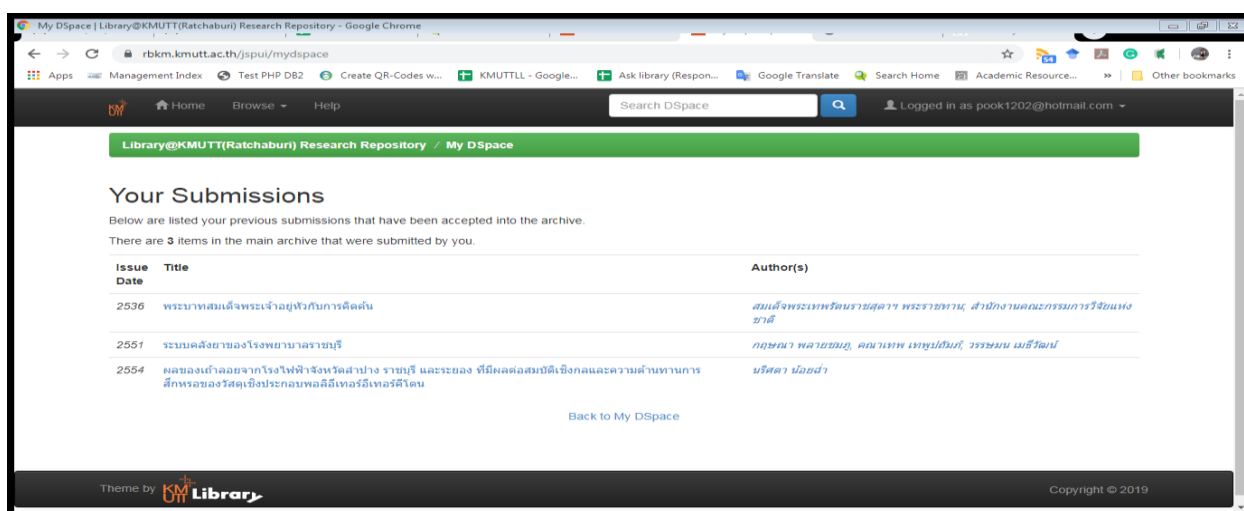 My DSpace | Library@KMUTT(Ratchaburi) Research Repository - Google Chrome
rbkm.kmutt.ac.th/jspui/mydspace
54
Apps Management Index Test PHP DB2 Create QR-Codes w... KMUTTLL - Google... Ask library (Respon... Google Translate Search Home Academic Resource... » Other bookmarks
Home Browse Help Search DSpace Logged in as pook1202@hotmail.com
Library@KMUTT(Ratchaburi) Research Repository / My DSpace
Your Submissions
Below are listed your previous submissions that have been accepted into the archive.
There are 3 items in the main archive that were submitted by you.
Issue Title Author(s)
Date
2536 พระบาทสมเด็จพระเจ้าอยู่หัวกับการคิดค้น สมเด็จพระเทพรัตนราชสุดาฯ พระราชทาน; สำนักงานคณะกรรมการวิจัยแห่ง
ชาติ
2551 ระบบคลังยาของโรงพยาบาลราชบุรี กฤษณา พลายชมภู, คณาเทพ เทพูปถัมภ์, วรรษมน เมธีวัฒน์
2554 ผลของเถ้าลอยจากโรงไฟฟ้าจังหวัดลำปาง ราชบุรี และระยอง ที่มีผลต่อสมบัติเชิงกลและความต้านทานการ นริศตา น้อยล่ำ
สึกหรอของวัสดุเชิงประกอบพอลิอีเทอร์อีเทอร์คีโตน
Back to My DSpace
Theme by KMUTT Library Copyright © 2019